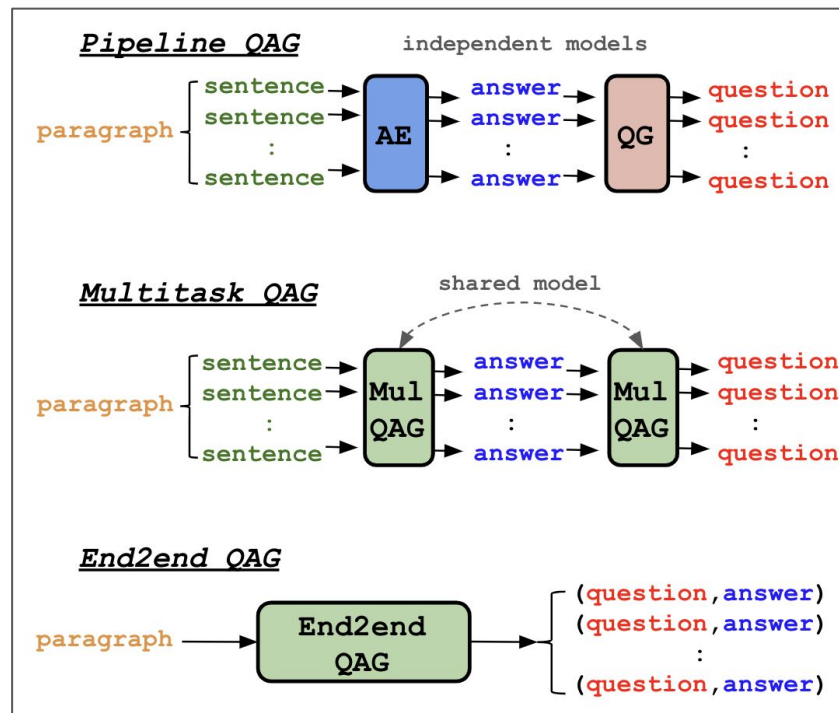 Pipeline QAG
independent models
sentence answer question
sentence answer question
paragraph AE QG
: : :
sentence answer question
Multitask QAG
shared model
sentence answer question
sentence Mul answer Mul question
paragraph
: QAG : QAG :
sentence answer question
End2end QAG
(question,answer)
End2end (question,answer)
paragraph
QAG :
(question,answer)